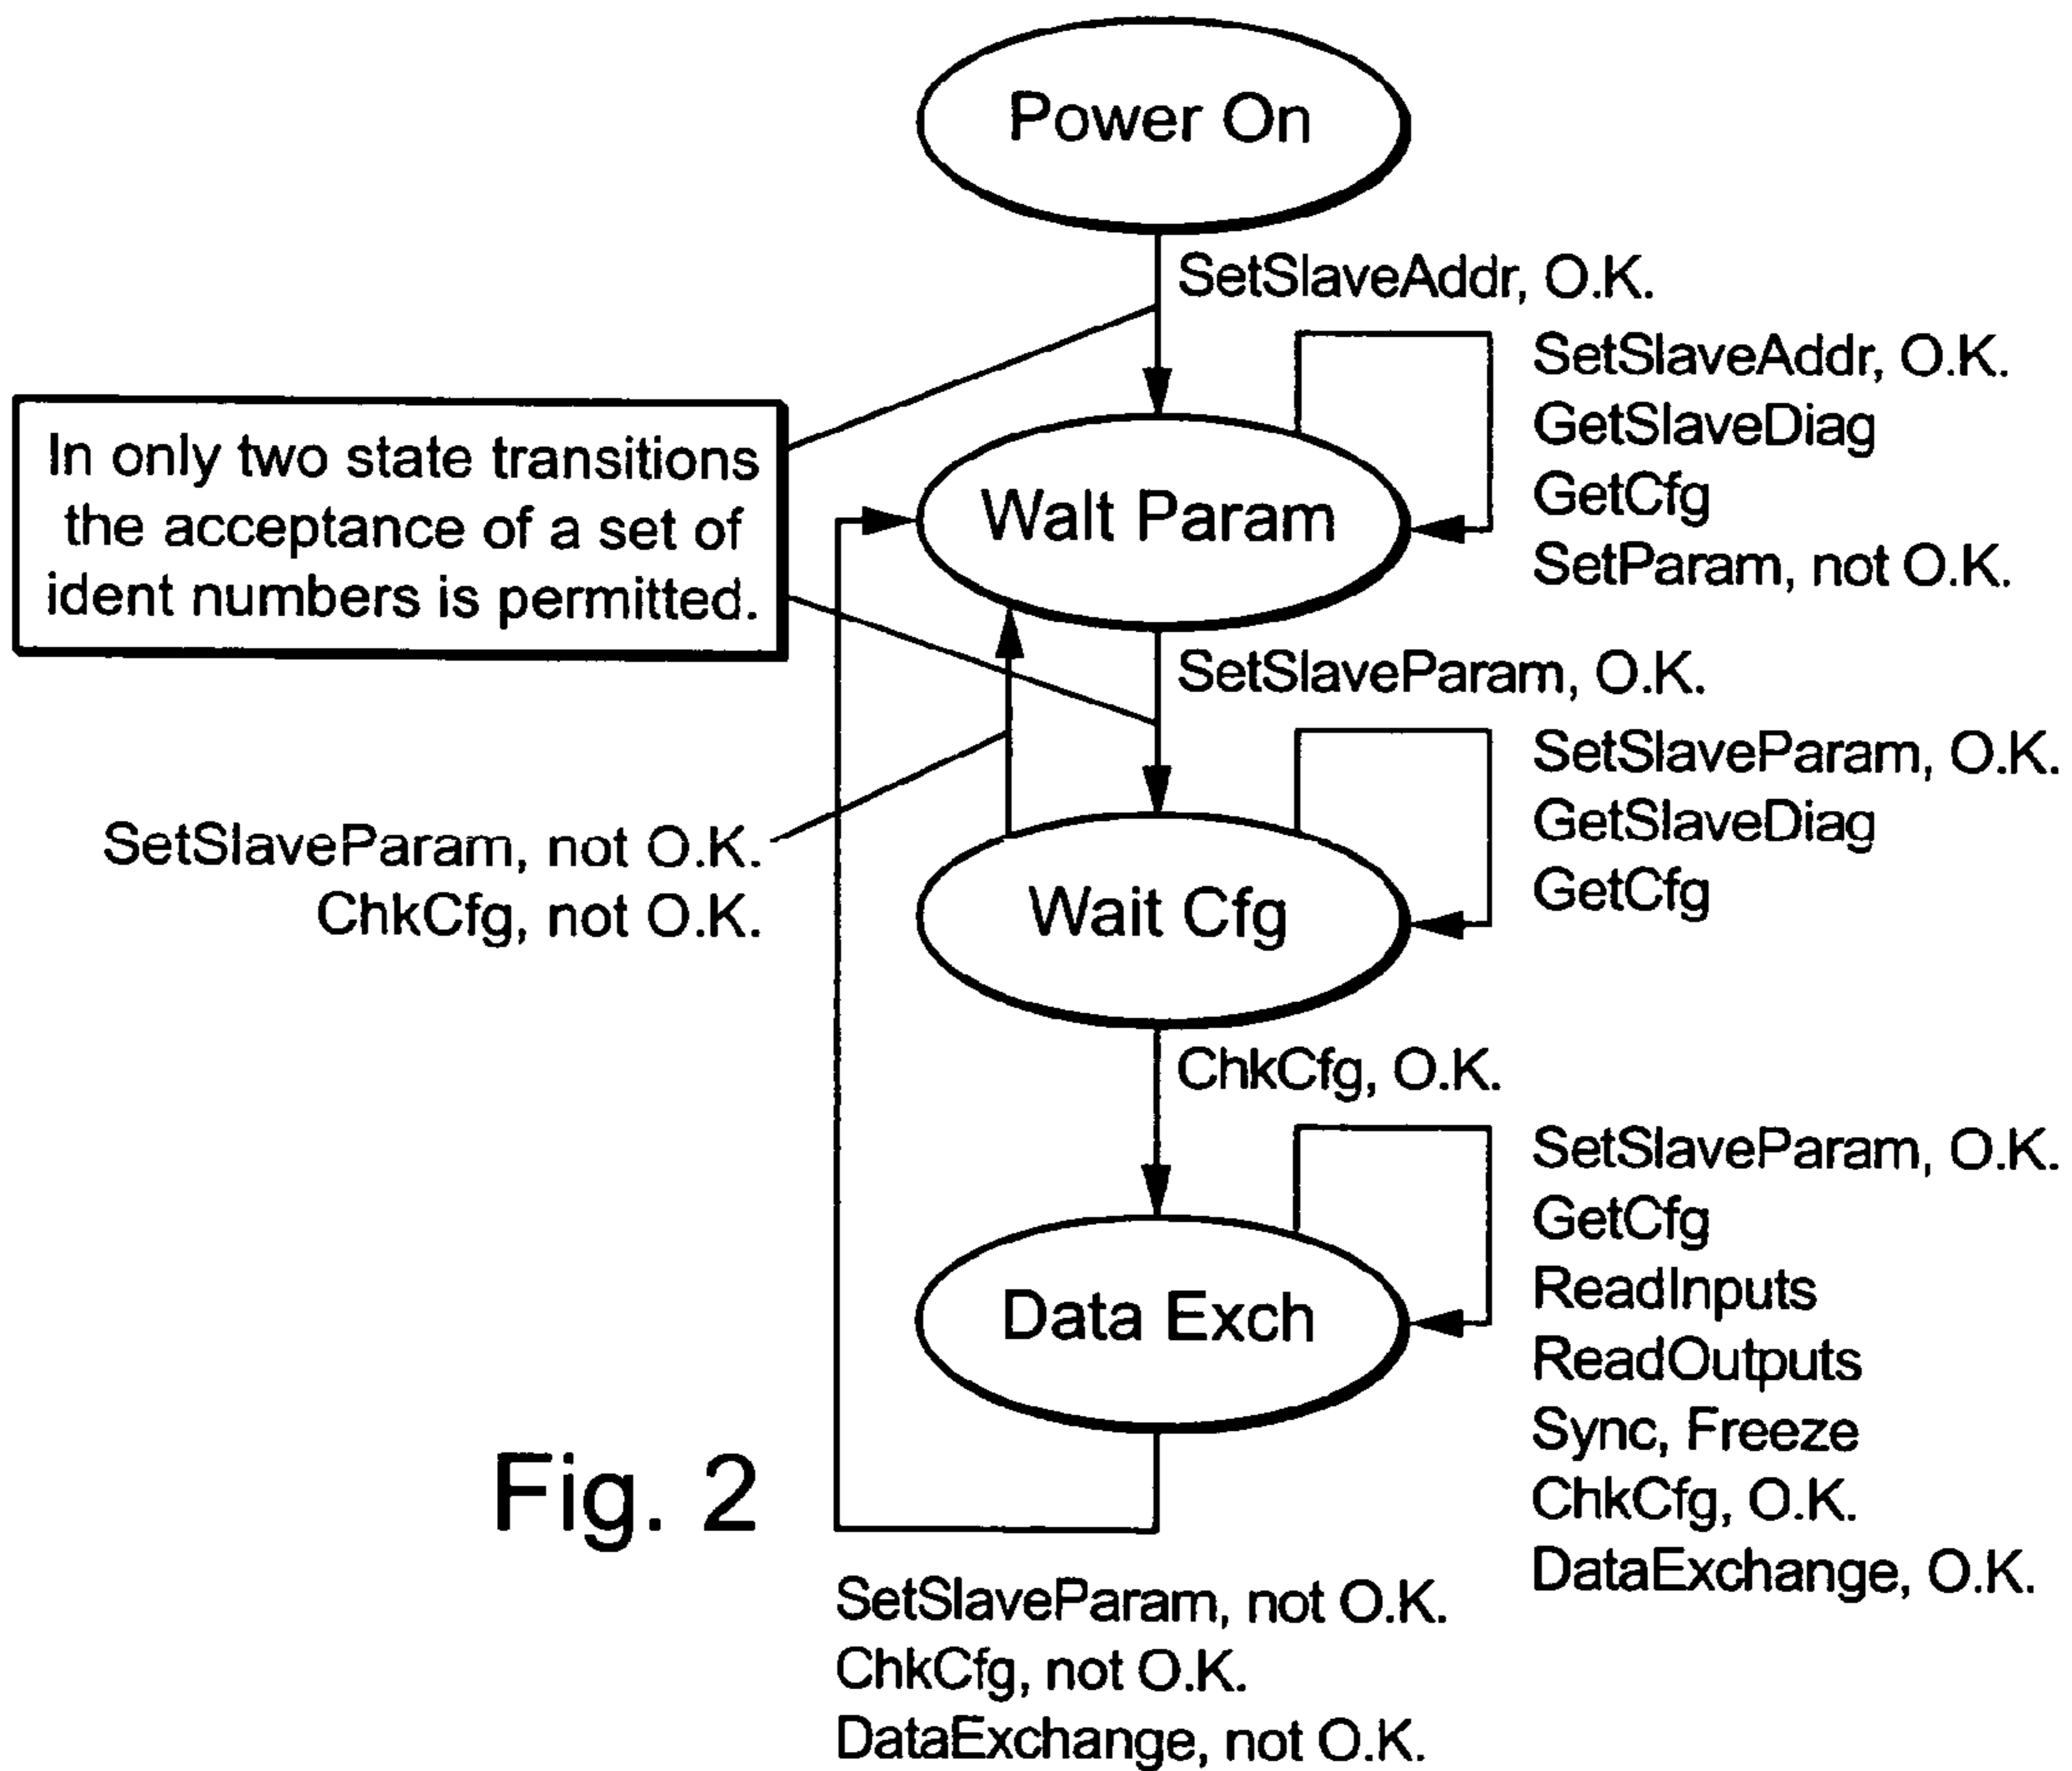 Power On
SetSlaveAddr, O.K.
SetSlaveAddr, O.K.
GetSlaveDiag
GetCfg
SetParam, not O.K.
In only two state transitions
the acceptance of a set of
ident numbers is permitted.
Walt Param
SetSlaveParam, O.K.
SetSlaveParam, O.K.
GetSlaveDiag
GetCfg
SetSlaveParam, not O.K.
ChkCfg, not O.K.
Wait Cfg
ChkCfg, O.K.
SetSlaveParam, O.K.
GetCfg
ReadInputs
ReadOutputs
Sync, Freeze
ChkCfg, O.K.
DataExchange, O.K.
Data Exch
Fig. 2
SetSlaveParam, not O.K.
ChkCfg, not O.K.
DataExchange, not O.K.